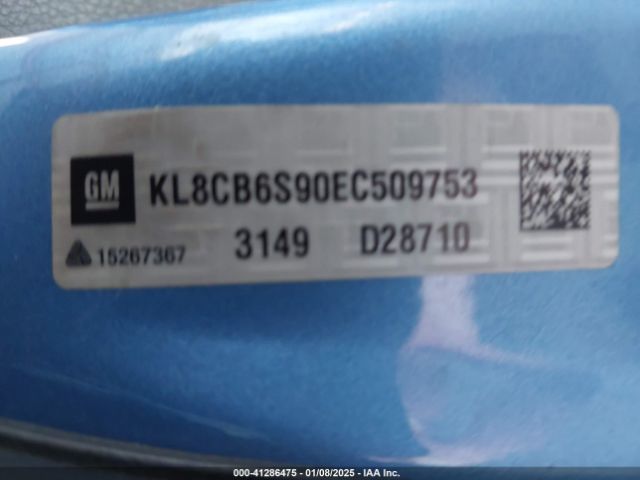 GM KL8CB6S90EC509753
15267367 3149 D28710
000-41286475 - 01/08/2025 - IAA Inc.